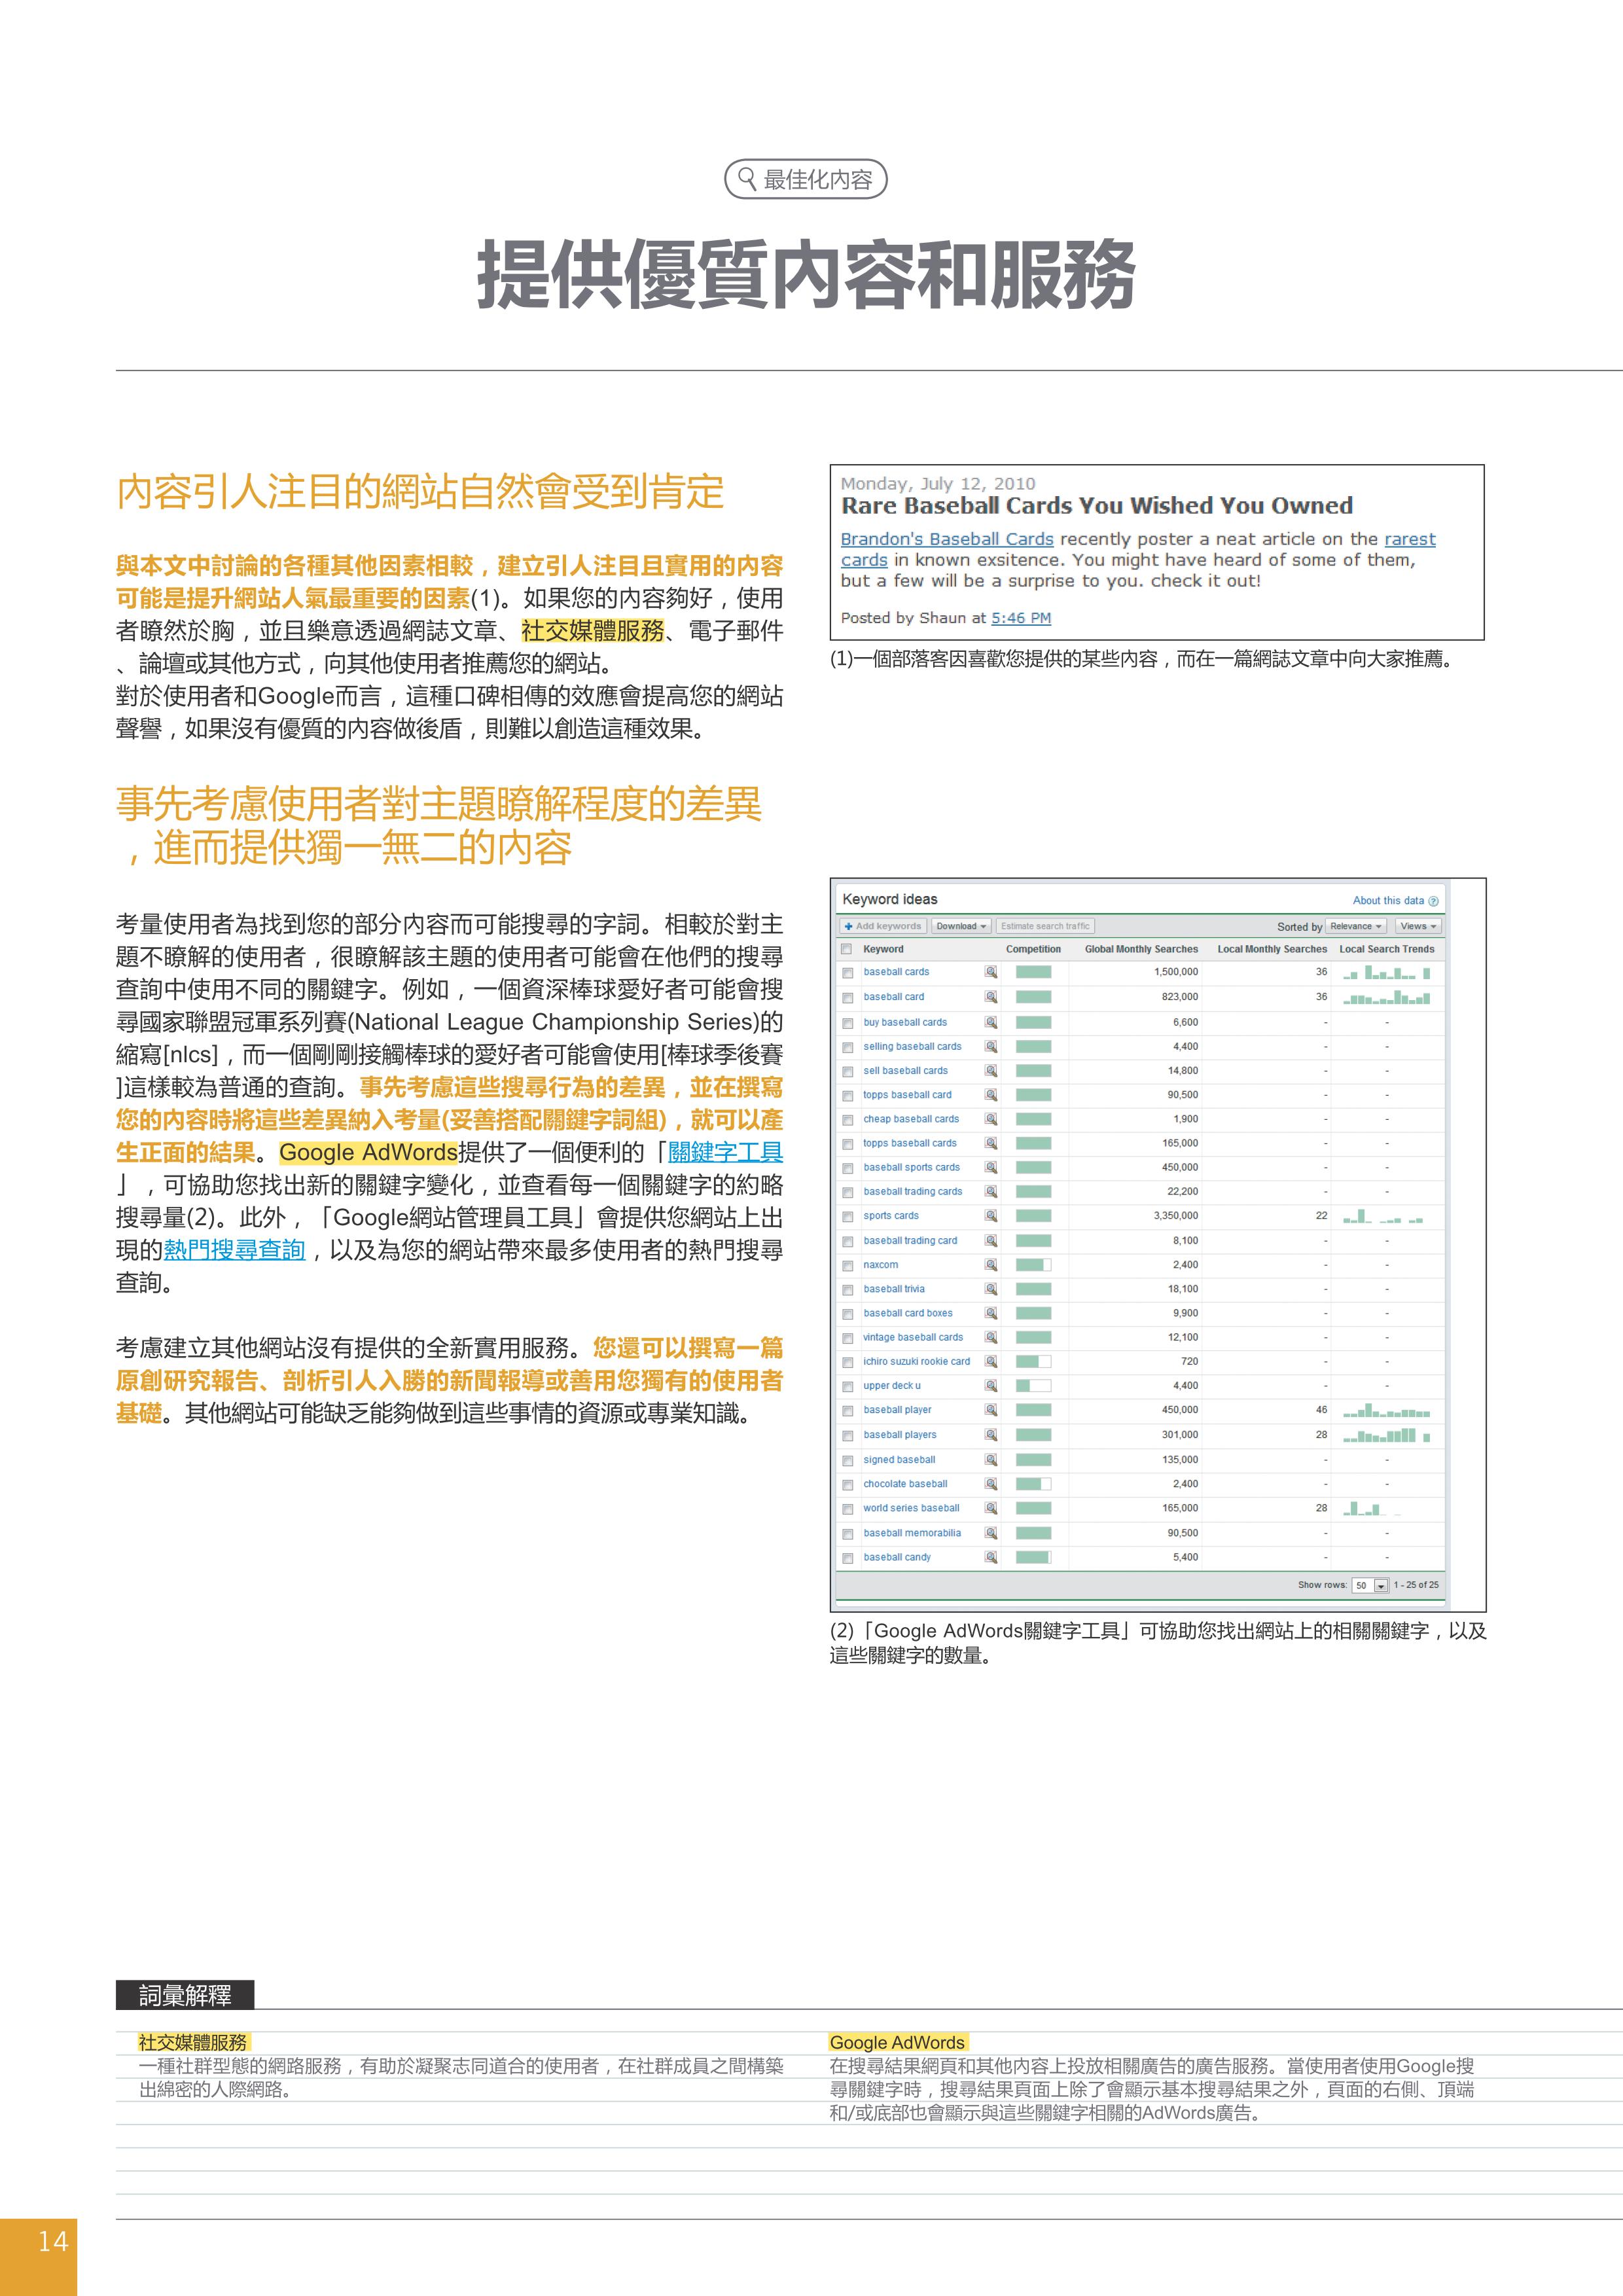 最佳化內容
提供優質內容和服務
內容引人注目的網站自然會受到肯定
與本文中討論的各種其他因素相較，建立引人注目且實用的內容
可能是提升網站人氣最重要的因素(1)。如果您的內容夠好，使用
者瞭然於胸，並且樂意透過網誌文章、社交媒體服務、電子郵件
、論壇或其他方式，向其他使用者推薦您的網站。
對於使用者和Google而言，這種口碑相傳的效應會提高您的網站
聲譽，如果沒有優質的內容做後盾，則難以創造這種效果。
事先考慮使用者對主題瞭解程度的差異
，進而提供獨一無二的內容
考量使用者為找到您的部分內容而可能搜尋的字詞。相較於對主
題不瞭解的使用者，很瞭解該主題的使用者可能會在他們的搜尋
查詢中使用不同的關鍵字。例如，一個資深棒球愛好者可能會搜
尋國家聯盟冠軍系列賽(National League Championship Series)的
縮寫[nlcs]，而一個剛剛接觸棒球的愛好者可能會使用[棒球季後賽
]這樣較為普通的查詢。事先考慮這些搜尋行為的差異，並在撰寫
您的內容時將這些差異納入考量(妥善搭配關鍵字詞組)，就可以產
生正面的結果。Google AdWords提供了一個便利的「關鍵字工具
」，可協助您找出新的關鍵字變化，並查看每一個關鍵字的約略
搜尋量(2)。此外，「Google網站管理員工具」會提供您網站上出
現的熱門搜尋查詢，以及為您的網站帶來最多使用者的熱門搜尋
查詢。
考慮建立其他網站沒有提供的全新實用服務。您還可以撰寫一篇
原創研究報告、剖析引人入勝的新聞報導或善用您獨有的使用者
基礎。其他網站可能缺乏能夠做到這些事情的資源或專業知識。
Monday, July 12, 2010
Rare Baseball Cards You Wished You Owned
Brandon's Baseball Cards recently poster a neat article on the rarest
cards in known exsitence. You might have heard of some of them,
but a few will be a surprise to you. check it out!
Posted by Shaun at 5:46 PM
(1)一個部落客因喜歡您提供的某些內容，而在一篇網誌文章中向大家推薦。
Keyword ideas About this data ?
Add keywords Download Estimate search traffic Sorted by Relevance Views
Keyword Competition Global Monthly Searches Local Monthly Searches Local Search Trends
baseball cards 1,500,000 36
baseball card 823,000 36
buy baseball cards 6,600 - -
selling baseball cards 4,400 - -
sell baseball cards 14,800 - -
topps baseball card 90,500 - -
cheap baseball cards 1,900 - -
topps baseball cards 165,000 - -
baseball sports cards 450,000 - -
baseball trading cards 22,200 - -
sports cards 3,350,000 22
baseball trading card 8,100 - -
naxcom 2,400 - -
baseball trivia 18,100 - -
baseball card boxes 9,900 - -
vintage baseball cards 12,100 - -
ichiro suzuki rookie card 720 - -
upper deck u 4,400 - -
baseball player 450,000 46
baseball players 301,000 28
signed baseball 135,000 - -
chocolate baseball 2,400 - -
world series baseball 165,000 28
baseball memorabilia 90,500 - -
baseball candy 5,400 - -
Show rows: 50 1 - 25 of 25
(2)「Google AdWords關鍵字工具」可協助您找出網站上的相關關鍵字，以及
這些關鍵字的數量。
詞彙解釋
社交媒體服務
一種社群型態的網路服務，有助於凝聚志同道合的使用者，在社群成員之間構築
出綿密的人際網路。
Google AdWords
在搜尋結果網頁和其他內容上投放相關廣告的廣告服務。當使用者使用Google搜
尋關鍵字時，搜尋結果頁面上除了會顯示基本搜尋結果之外，頁面的右側、頂端
和/或底部也會顯示與這些關鍵字相關的AdWords廣告。
14